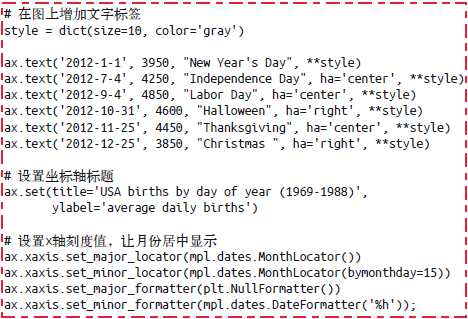 # 在图上增加文字标签
style = dict(size=10, color='gray')
ax.text('2012-1-1', 3950, "New Year's Day", **style)
ax.text('2012-7-4', 4250, "Independence Day", ha='center', **style)
ax.text('2012-9-4', 4850, "Labor Day", ha='center', **style)
ax.text('2012-10-31', 4600, "Halloween", ha='right', **style)
ax.text('2012-11-25', 4450, "Thanksgiving", ha='center', **style)
ax.text('2012-12-25', 3850, "Christmas ", ha='right', **style)
# 设置坐标轴标题
ax.set(title='USA births by day of year (1969-1988)',
ylabel='average daily births')
# 设置x轴刻度值，让月份居中显示
ax.xaxis.set_major_locator(mpl.dates.MonthLocator())
ax.xaxis.set_minor_locator(mpl.dates.MonthLocator(bymonthday=15))
ax.xaxis.set_major_formatter(plt.NullFormatter())
ax.xaxis.set_minor_formatter(mpl.dates.DateFormatter('%h'));